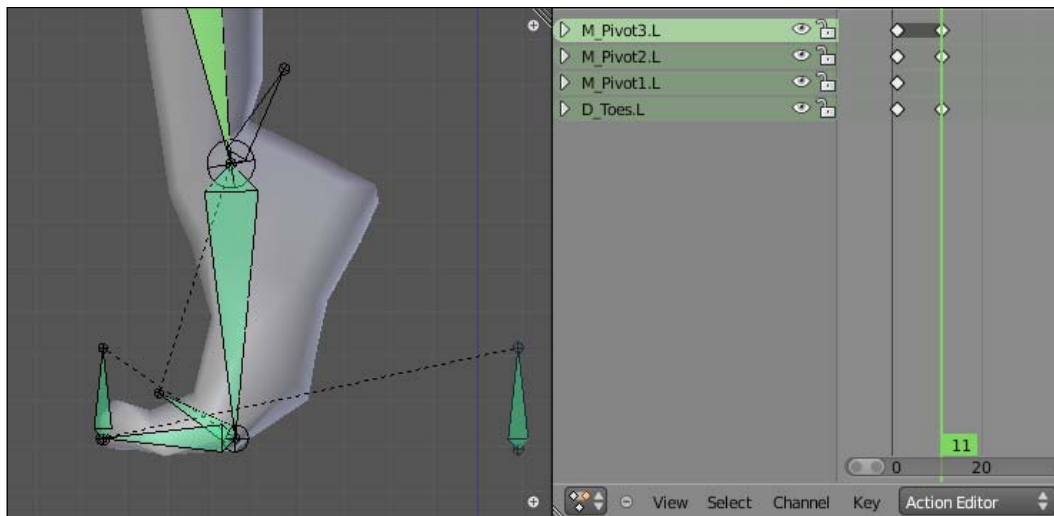 M_Pivot3.L
M_Pivot2.L
M_Pivot1.L
D_Toes.L
11
0 20
View Select Channel Key Action Editor